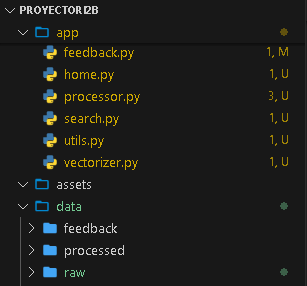 PROYECTORI2B
app
feedback.py 1, M
home.py 1, U
processor.py 3, U
search.py 1, U
utils.py 1, U
vectorizer.py 1, U
assets
data
feedback
processed
raw